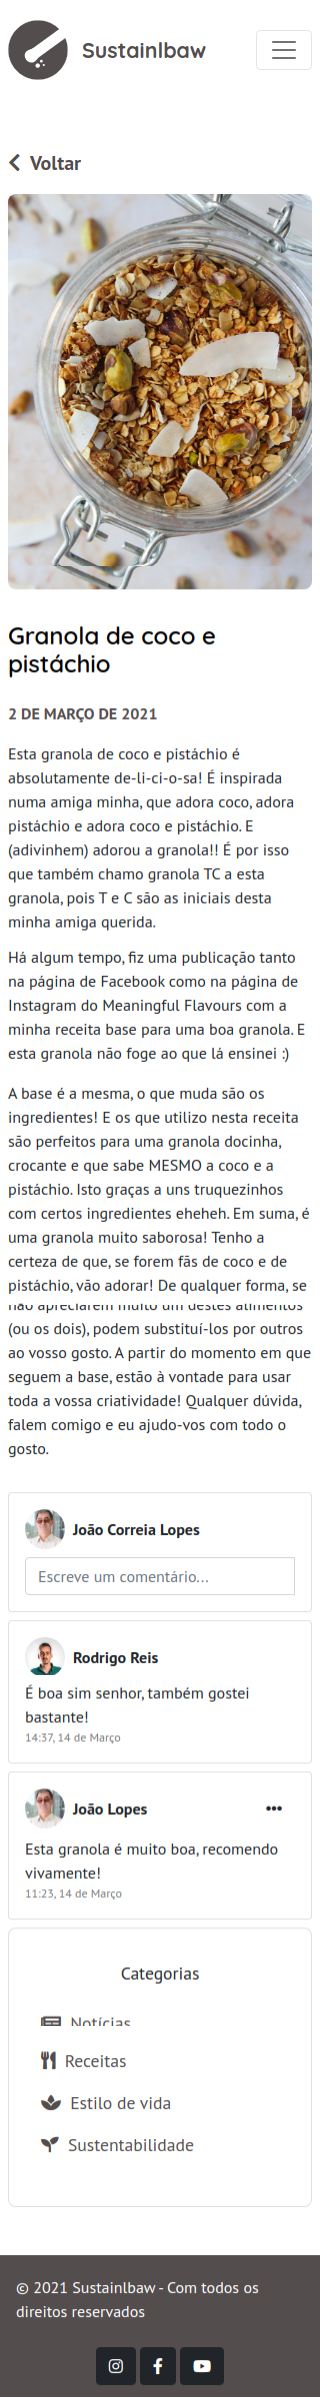 Sustainlbaw
Voltar
Granola de coco e
pistáchio
2 DE MARÇO DE 2021
Esta granola de coco e pistáchio é
absolutamente de-li-ci-o-sa! É inspirada
numa amiga minha, que adora coco, adora
pistáchio e adora coco e pistáchio. E
(adivinhem) adorou a granola!! É por isso
que também chamo granola TC a esta
granola, pois T e C são as iniciais desta
minha amiga querida.
Há algum tempo, fiz uma publicação tanto
na página de Facebook como na página de
Instagram do Meaningful Flavours com a
minha receita base para uma boa granola. E
esta granola não foge ao que lá ensinei :)
A base é a mesma, o que muda são os
ingredientes! E os que utilizo nesta receita
são perfeitos para uma granola docinha,
crocante e que sabe MESMO a coco e a
pistáchio. Isto graças a uns truquezinhos
com certos ingredientes eheheh. Em suma, é
uma granola muito saborosa! Tenho a
certeza de que, se forem fãs de coco e de
pistáchio, vão adorar! De qualquer forma, se
não apreciarem muito um destes alimentos
(ou os dois), podem substituí-los por outros
ao vosso gosto. A partir do momento em que
seguem a base, estão à vontade para usar
toda a vossa criatividade! Qualquer dúvida,
falem comigo e eu ajudo-vos com todo o
gosto.
João Correia Lopes
Escreve um comentário...
Rodrigo Reis
É boa sim senhor, também gostei
bastante!
14:37, 14 de Março
João Lopes
Esta granola é muito boa, recomendo
vivamente!
11:23, 14 de Março
Categorias
Notícias
Receitas
Estilo de vida
Sustentabilidade
© 2021 Sustainlbaw - Com todos os
direitos reservados